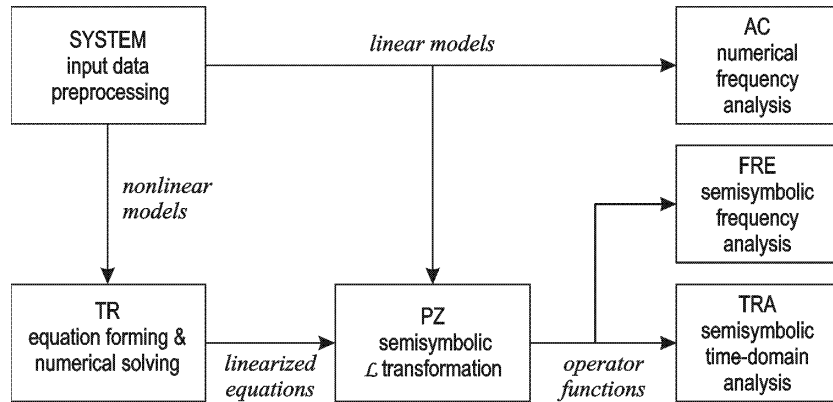 SYSTEM
input data
preprocessing
linear models
AC
numerical
frequency
analysis
nonlinear
models
FRE
semisymbolic
frequency
analysis
TR
equation forming &
numerical solving
linearized
equations
PZ
semisymbolic
ℒ transformation
operator
functions
TRA
semisymbolic
time-domain
analysis